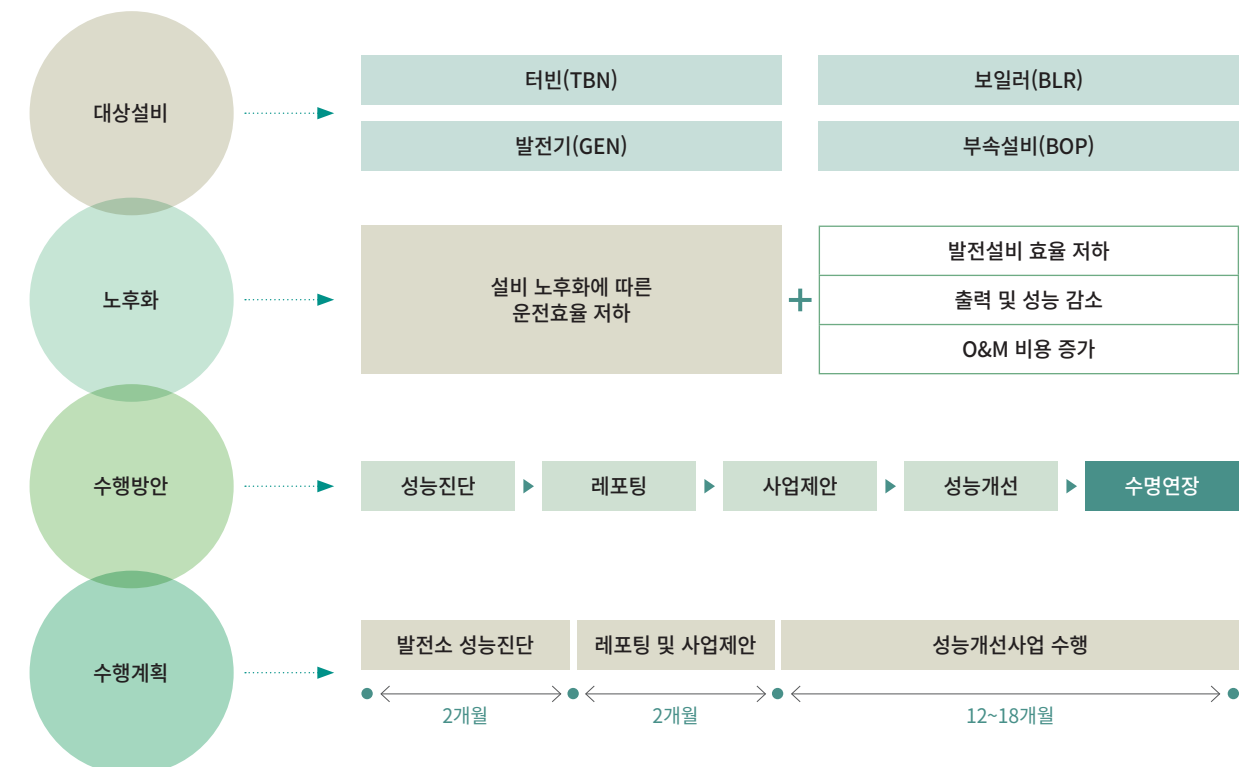 대상설비
터빈(TBN)
보일러(BLR)
발전기(GEN)
부속설비(BOP)
노후화
설비 노후화에 따른
운전효율 저하
+
발전설비 효율 저하
출력 및 성능 감소
O&M 비용 증가
수행방안
성능진단
레포팅
사업제안
성능개선
수명연장
수행계획
발전소 성능진단
레포팅 및 사업제안
성능개선사업 수행
2개월
2개월
12~18개월